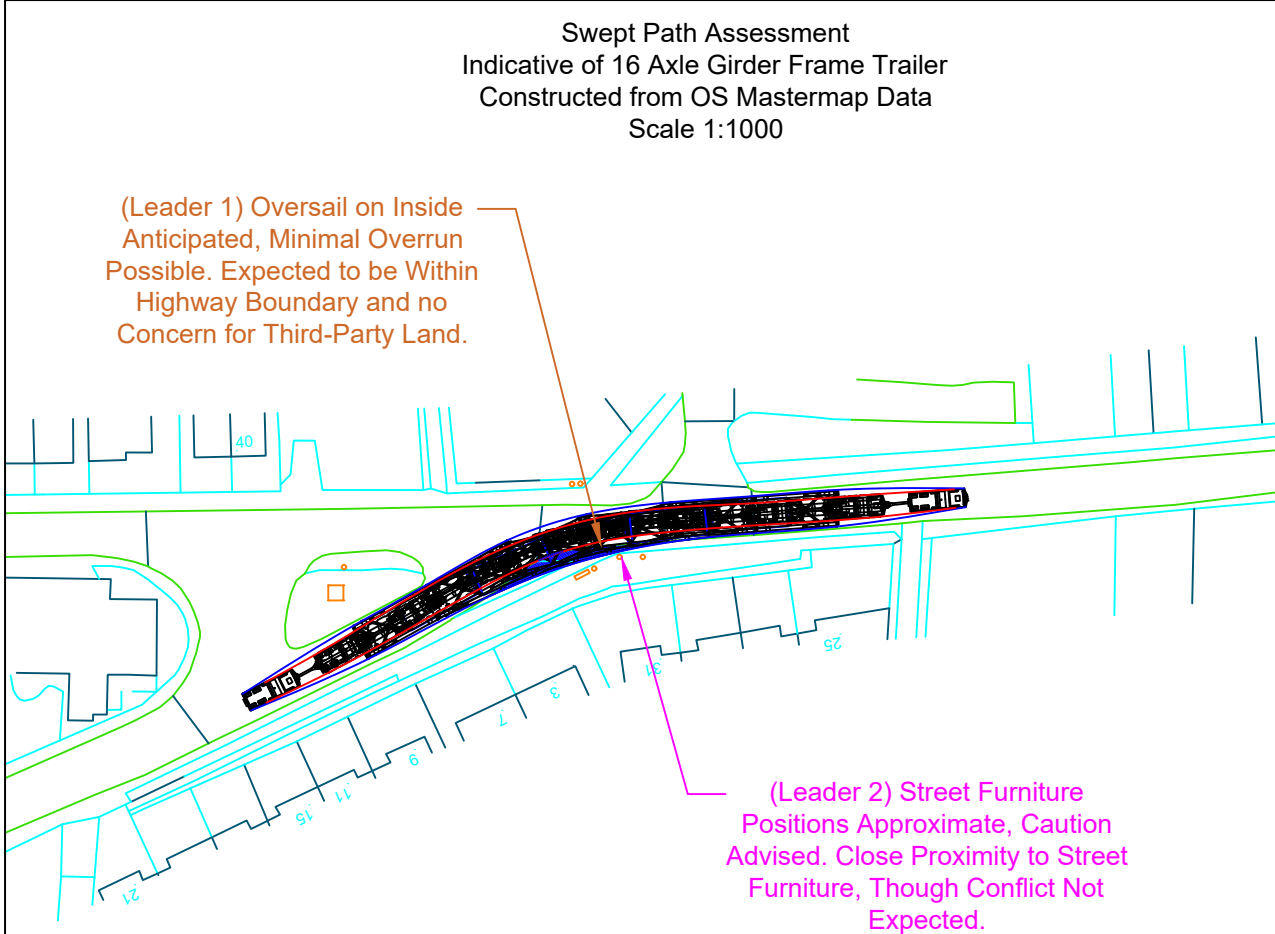 Swept Path Assessment
Indicative of 16 Axle Girder Frame Trailer
Constructed from OS Mastermap Data
Scale 1:1000
(Leader 1) Oversail on Inside
Anticipated, Minimal Overrun
Possible. Expected to be Within
Highway Boundary and no
Concern for Third-Party Land.
40
25
31
3
7
9
11
15
21
(Leader 2) Street Furniture
Positions Approximate, Caution
Advised. Close Proximity to Street
Furniture, Though Conflict Not
Expected.